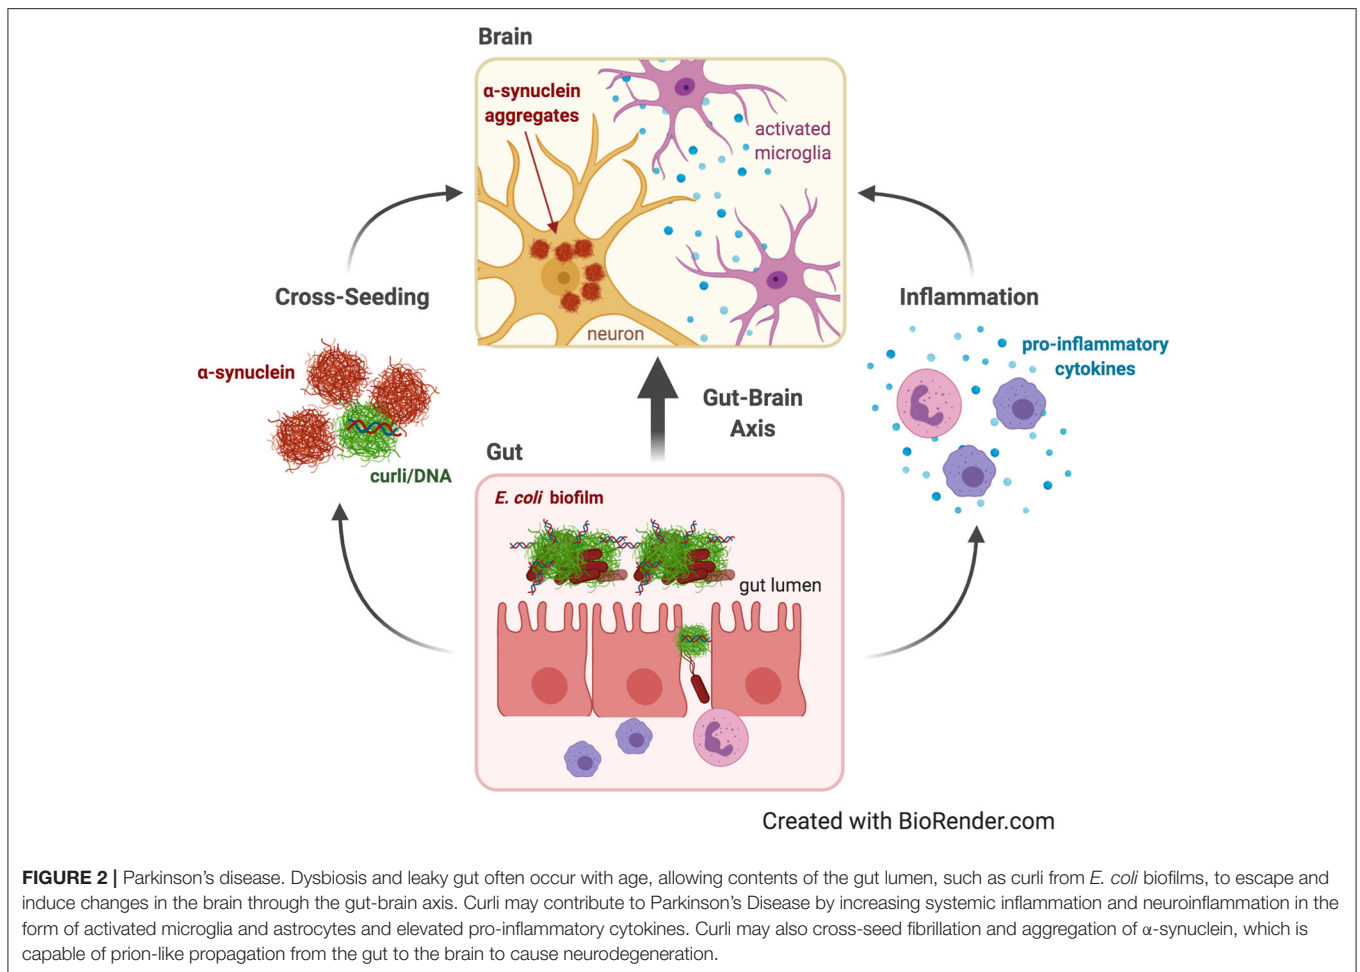 Brain
α-synuclein
aggregates
activated
microglia
neuron
Cross-Seeding
α-synuclein
curli/DNA
Inflammation
pro-inflammatory
cytokines
Gut-Brain
Axis
Gut
E. coli biofilm
gut lumen
Created with BioRender.com
FIGURE 2 | Parkinson's disease. Dysbiosis and leaky gut often occur with age, allowing contents of the gut lumen, such as curli from E. coli biofilms, to escape and
induce changes in the brain through the gut-brain axis. Curli may contribute to Parkinson's Disease by increasing systemic inflammation and neuroinflammation in the
form of activated microglia and astrocytes and elevated pro-inflammatory cytokines. Curli may also cross-seed fibrillation and aggregation of α-synuclein, which is
capable of prion-like propagation from the gut to the brain to cause neurodegeneration.